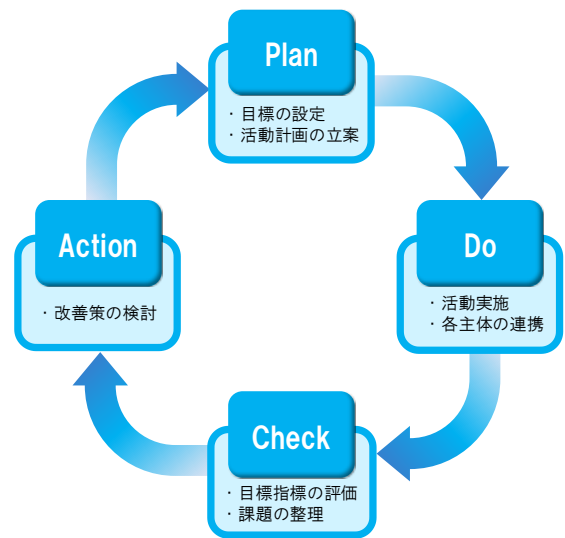 Plan
・目標の設定
・活動計画の立案
Do
・活動実施
・各主体の連携
Check
・目標指標の評価
・課題の整理
Action
・改善策の検討